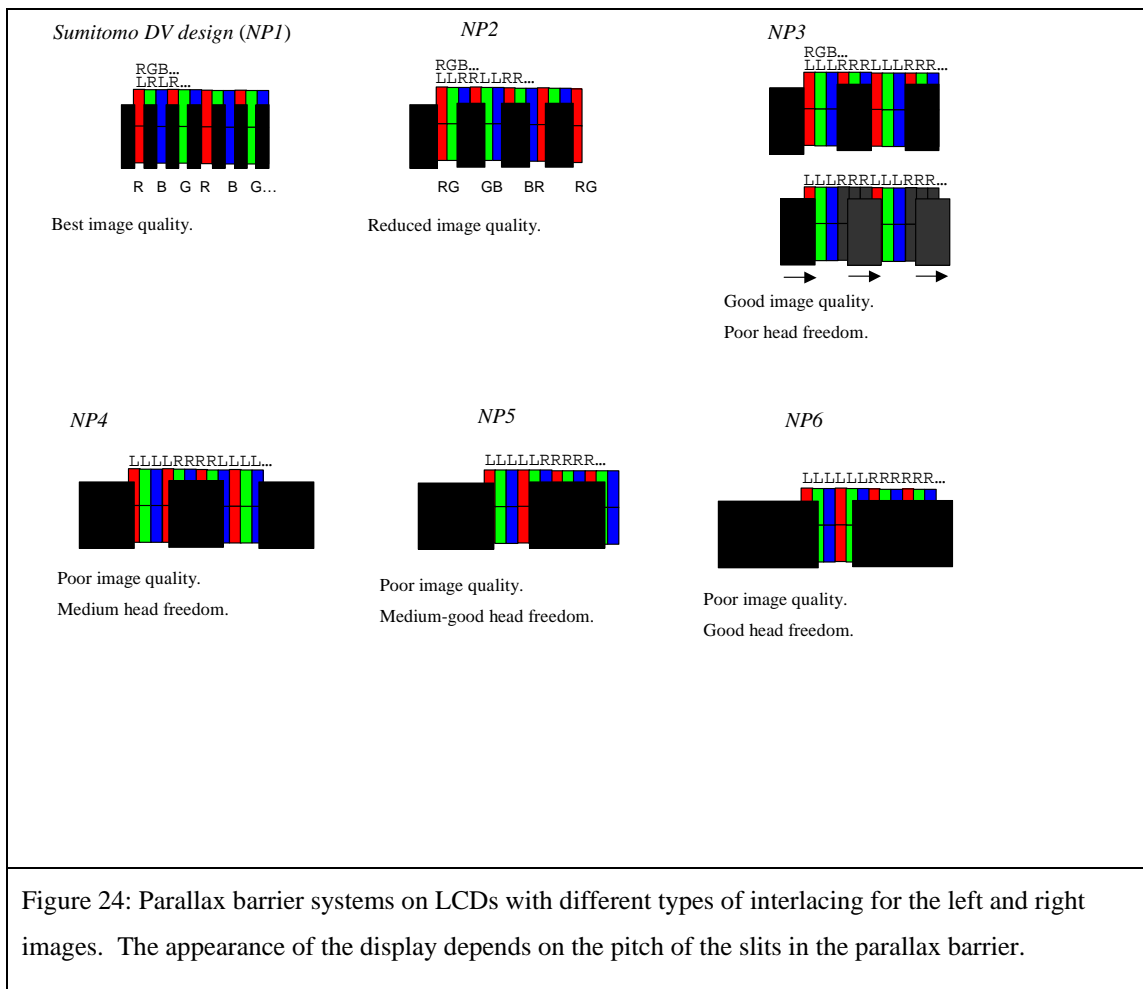 Sumitomo DV design (NP1)
RGB…
LRLR…
R B G R B G…
Best image quality.
NP2
RGB…
LLRRLLRR…
RG GB BR RG
Reduced image quality.
NP3
RGB…
LLLRRRLLLRRR…
LLLRRRLLLRRR…
Good image quality.
Poor head freedom.
NP4
LLLLRRRRLLLL…
Poor image quality.
Medium head freedom.
NP5
LLLLLRRRRR…
Poor image quality.
Medium-good head freedom.
NP6
LLLLLLRRRRRR…
Poor image quality.
Good head freedom.
Figure 24: Parallax barrier systems on LCDs with different types of interlacing for the left and right
images. The appearance of the display depends on the pitch of the slits in the parallax barrier.